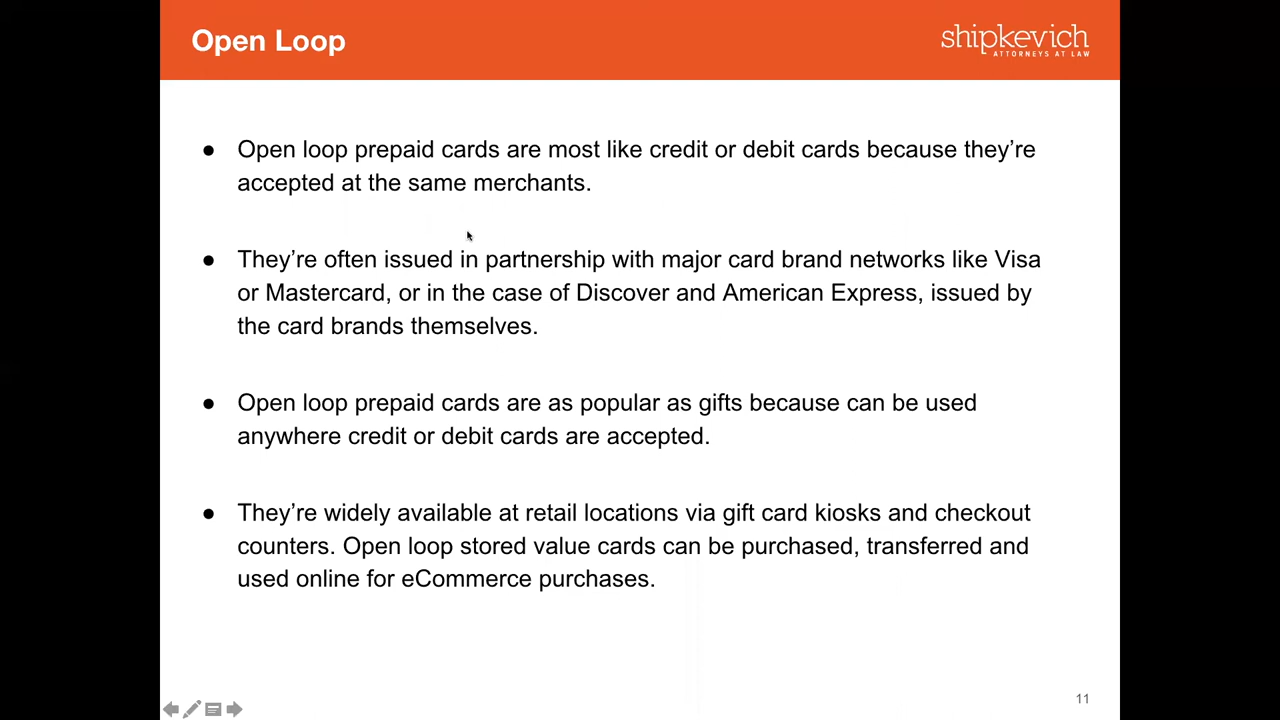 Open Loop
shipkevich
ATTORNEYS AT LAW
● Open loop prepaid cards are most like credit or debit cards because they’re
accepted at the same merchants.
● They’re often issued in partnership with major card brand networks like Visa
or Mastercard, or in the case of Discover and American Express, issued by
the card brands themselves.
● Open loop prepaid cards are as popular as gifts because can be used
anywhere credit or debit cards are accepted.
● They’re widely available at retail locations via gift card kiosks and checkout
counters. Open loop stored value cards can be purchased, transferred and
used online for eCommerce purchases.
11